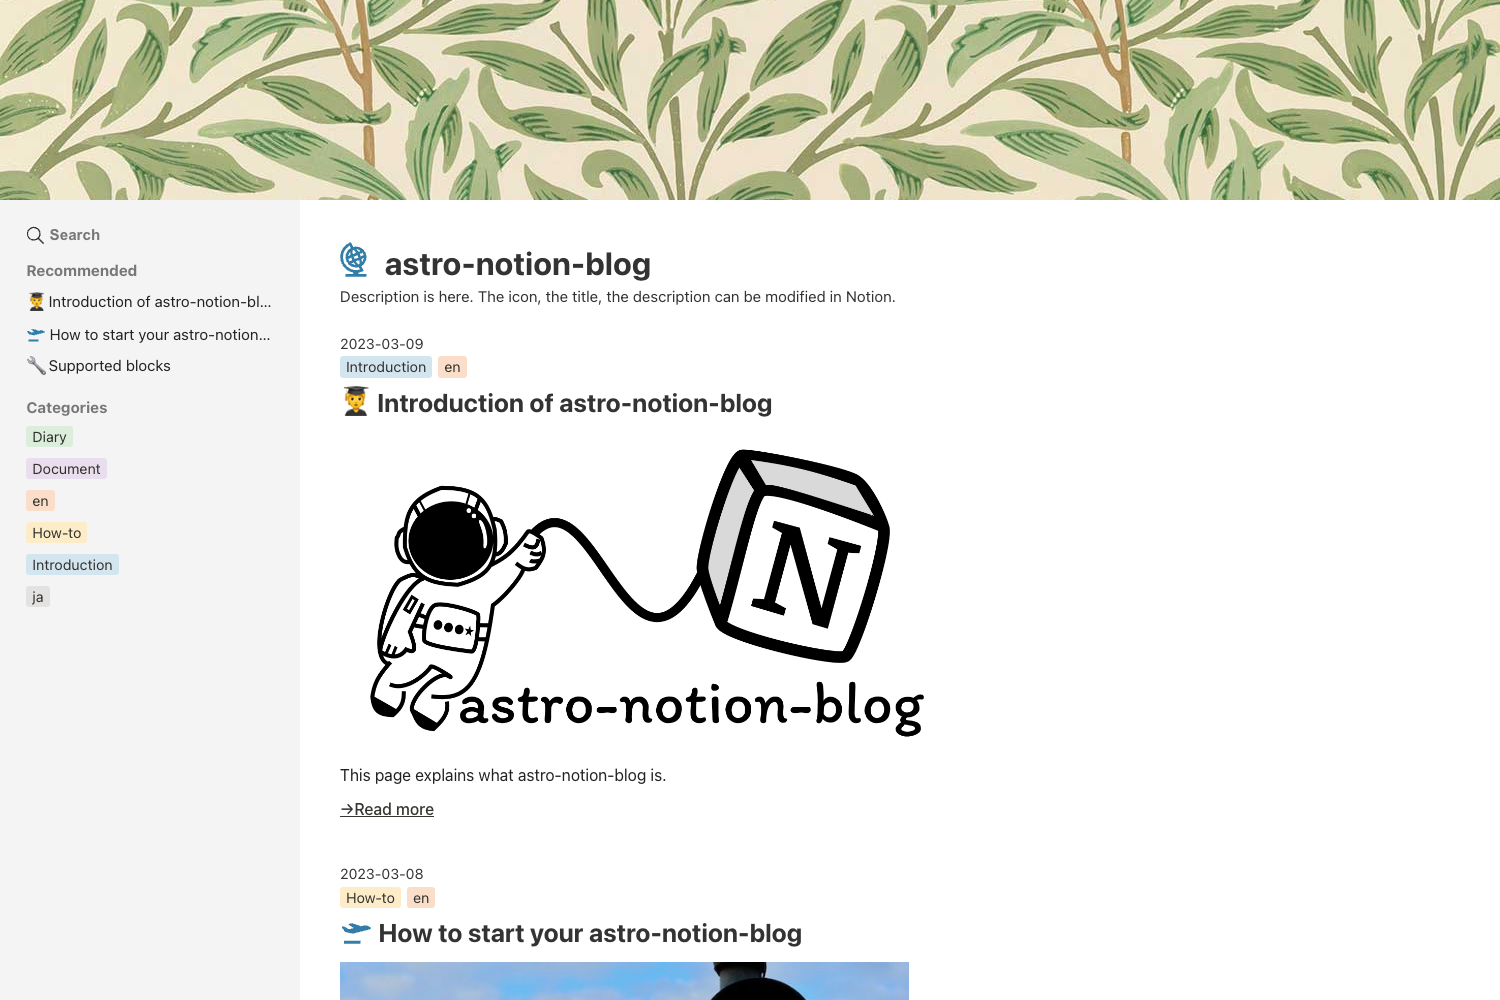 Search
Recommended
Introduction of astro-notion-bl...
How to start your astro-notion...
Supported blocks
Categories
Diary
Document
en
How-to
Introduction
ja
astro-notion-blog
Description is here. The icon, the title, the description can be modified in Notion.
2023-03-09
Introduction en
Introduction of astro-notion-blog
N
astro-notion-blog
This page explains what astro-notion-blog is.
→Read more
2023-03-08
How-to en
How to start your astro-notion-blog